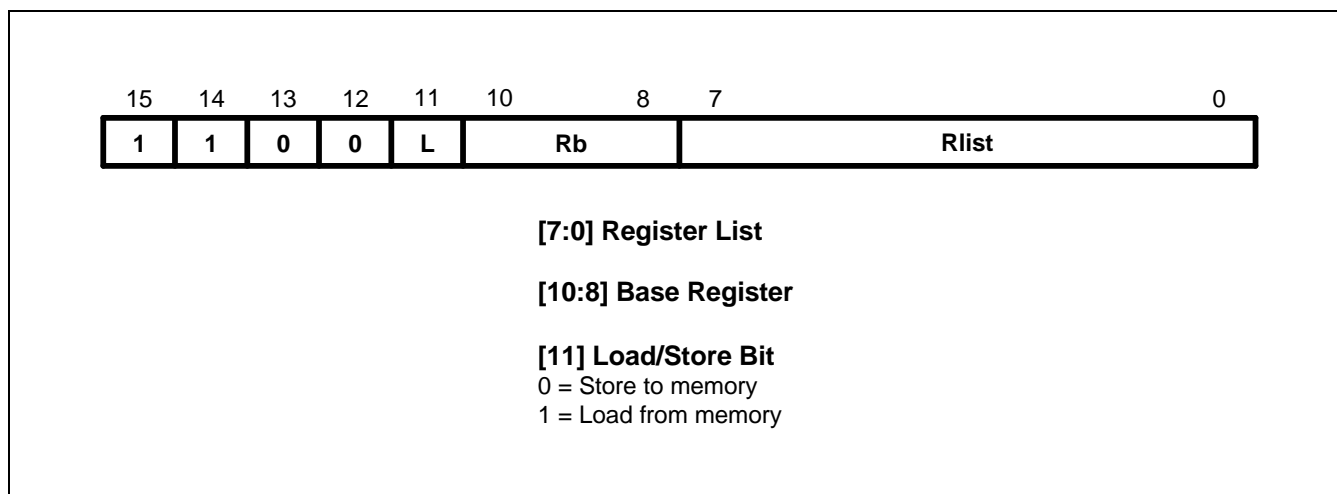 15 14 13 12 11 10 8 7 0
1 1 0 0 L Rb Rlist
[7:0] Register List
[10:8] Base Register
[11] Load/Store Bit
0 = Store to memory
1 = Load from memory